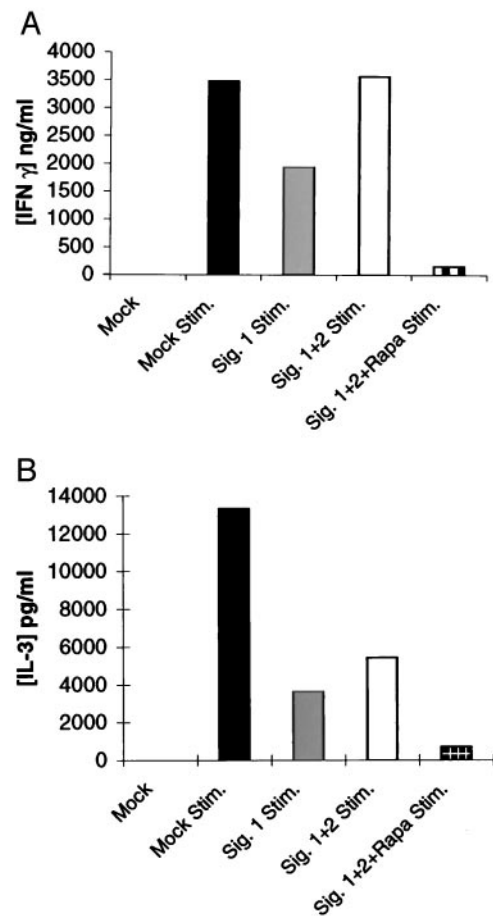 A
[IFN γ] ng/ml
4000
3500
3000
2500
2000
1500
1000
500
0
Mock
Mock Stim.
Sig. 1 Stim.
Sig. 1+2 Stim.
Sig. 1+2+Rapa Stim.
B
[IL-3] pg/ml
14000
12000
10000
8000
6000
4000
2000
0
Mock
Mock Stim.
Sig. 1 Stim.
Sig. 1+2 Stim.
Sig. 1+2+Rapa Stim.